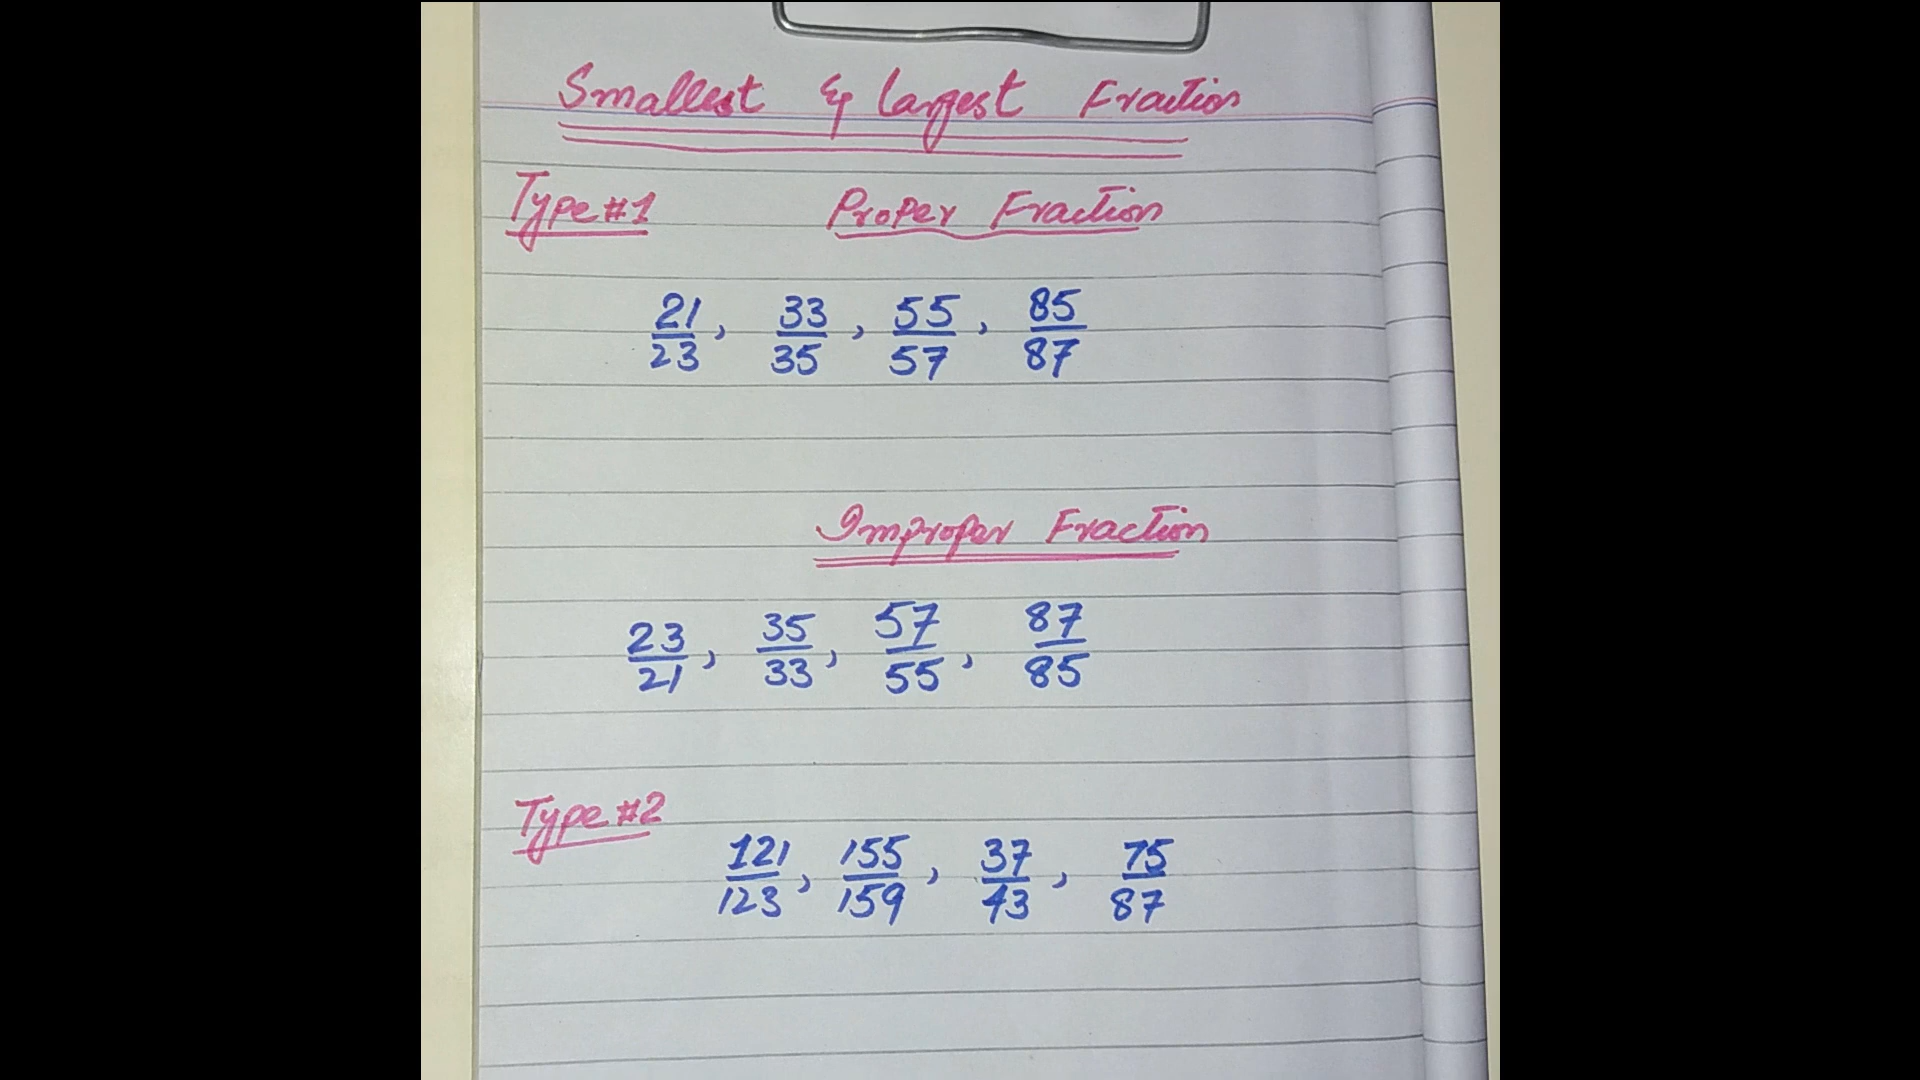 Smallest & largest Fraction
Type #1 Proper Fraction
21/23, 33/35, 55/57, 85/87
Improper Fraction
23/21, 35/33, 57/55, 87/85
Type #2
121/123, 155/159, 37/43, 75/87